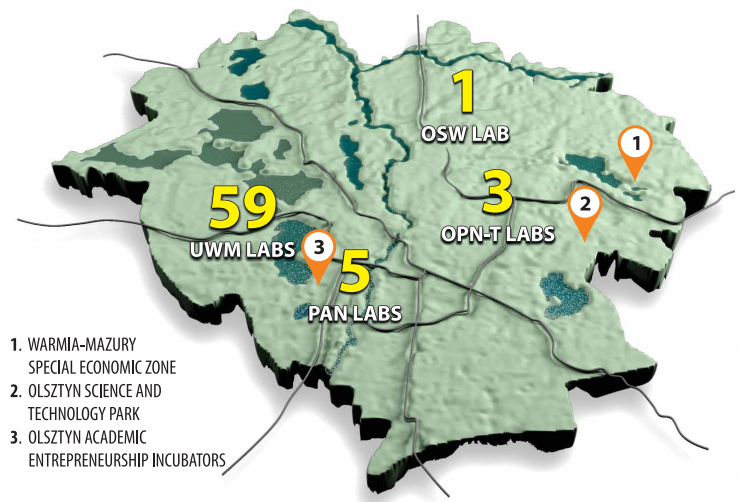 1
OSW LAB
1
3
OPN-T LABS
2
59
UWM LABS
3
5
PAN LABS
1. WARMIA-MAZURY
SPECIAL ECONOMIC ZONE
2. OLSZTYN SCIENCE AND
TECHNOLOGY PARK
3. OLSZTYN ACADEMIC
ENTREPRENEURSHIP INCUBATORS